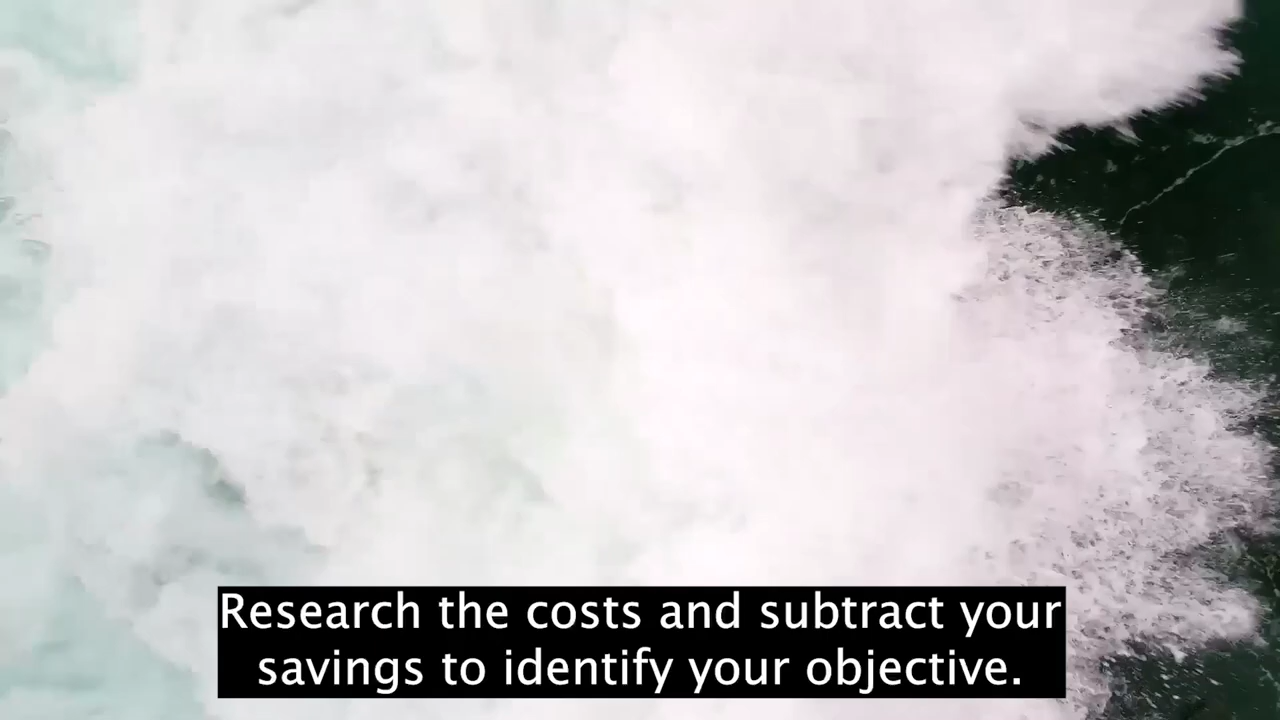 Research the costs and subtract your
savings to identify your objective.